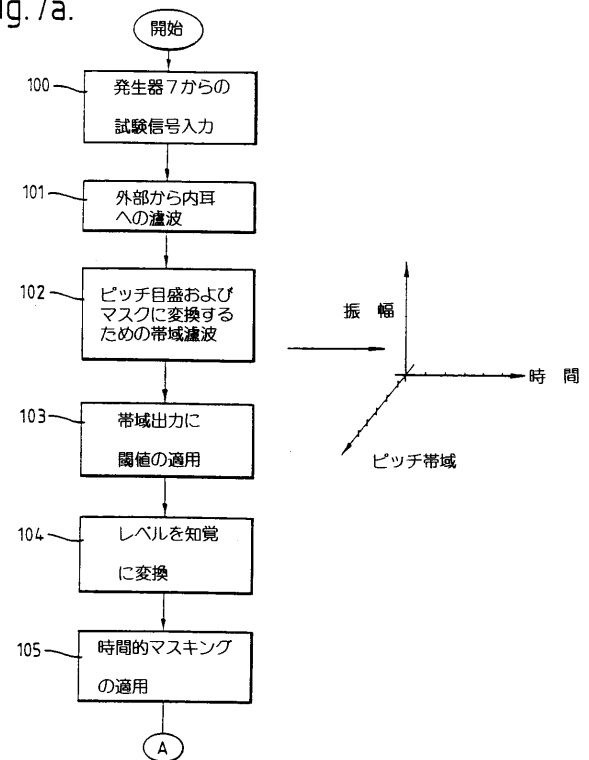 Fig. 7a.
開始
100
発生器7からの
試験信号入力
101
外部から内耳
への濾波
102
ピッチ目盛および
マスクに変換する
ための帯域濾波
振 幅
時 間
ピッチ帯域
103
帯域出力に
閾値の適用
104
レベルを知覚
に変換
105
時間的マスキング
の適用
A